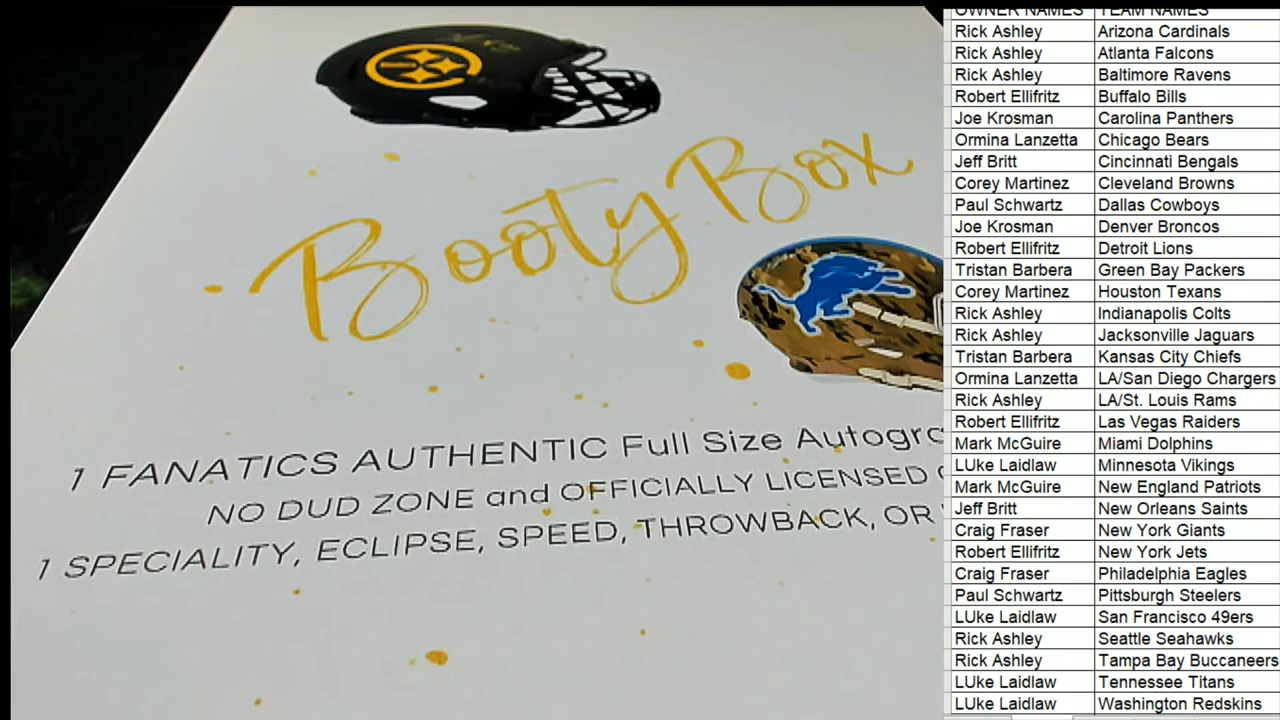 Booty Box
1 FANATICS AUTHENTIC Full Size Autogra
NO DUD ZONE and OFFICIALLY LICENSED
1 SPECIALITY, ECLIPSE, SPEED, THROWBACK, OR
OWNER NAMES TEAM NAMES
Rick Ashley Arizona Cardinals
Rick Ashley Atlanta Falcons
Rick Ashley Baltimore Ravens
Robert Ellifritz Buffalo Bills
Joe Krosman Carolina Panthers
Ormina Lanzetta Chicago Bears
Jeff Britt Cincinnati Bengals
Corey Martinez Cleveland Browns
Paul Schwartz Dallas Cowboys
Joe Krosman Denver Broncos
Robert Ellifritz Detroit Lions
Tristan Barbera Green Bay Packers
Corey Martinez Houston Texans
Rick Ashley Indianapolis Colts
Rick Ashley Jacksonville Jaguars
Tristan Barbera Kansas City Chiefs
Ormina Lanzetta LA/San Diego Chargers
Rick Ashley LA/St. Louis Rams
Robert Ellifritz Las Vegas Raiders
Mark McGuire Miami Dolphins
LUke Laidlaw Minnesota Vikings
Mark McGuire New England Patriots
Jeff Britt New Orleans Saints
Craig Fraser New York Giants
Robert Ellifritz New York Jets
Craig Fraser Philadelphia Eagles
Paul Schwartz Pittsburgh Steelers
LUke Laidlaw San Francisco 49ers
Rick Ashley Seattle Seahawks
Rick Ashley Tampa Bay Buccaneers
LUke Laidlaw Tennessee Titans
LUke Laidlaw Washington Redskins